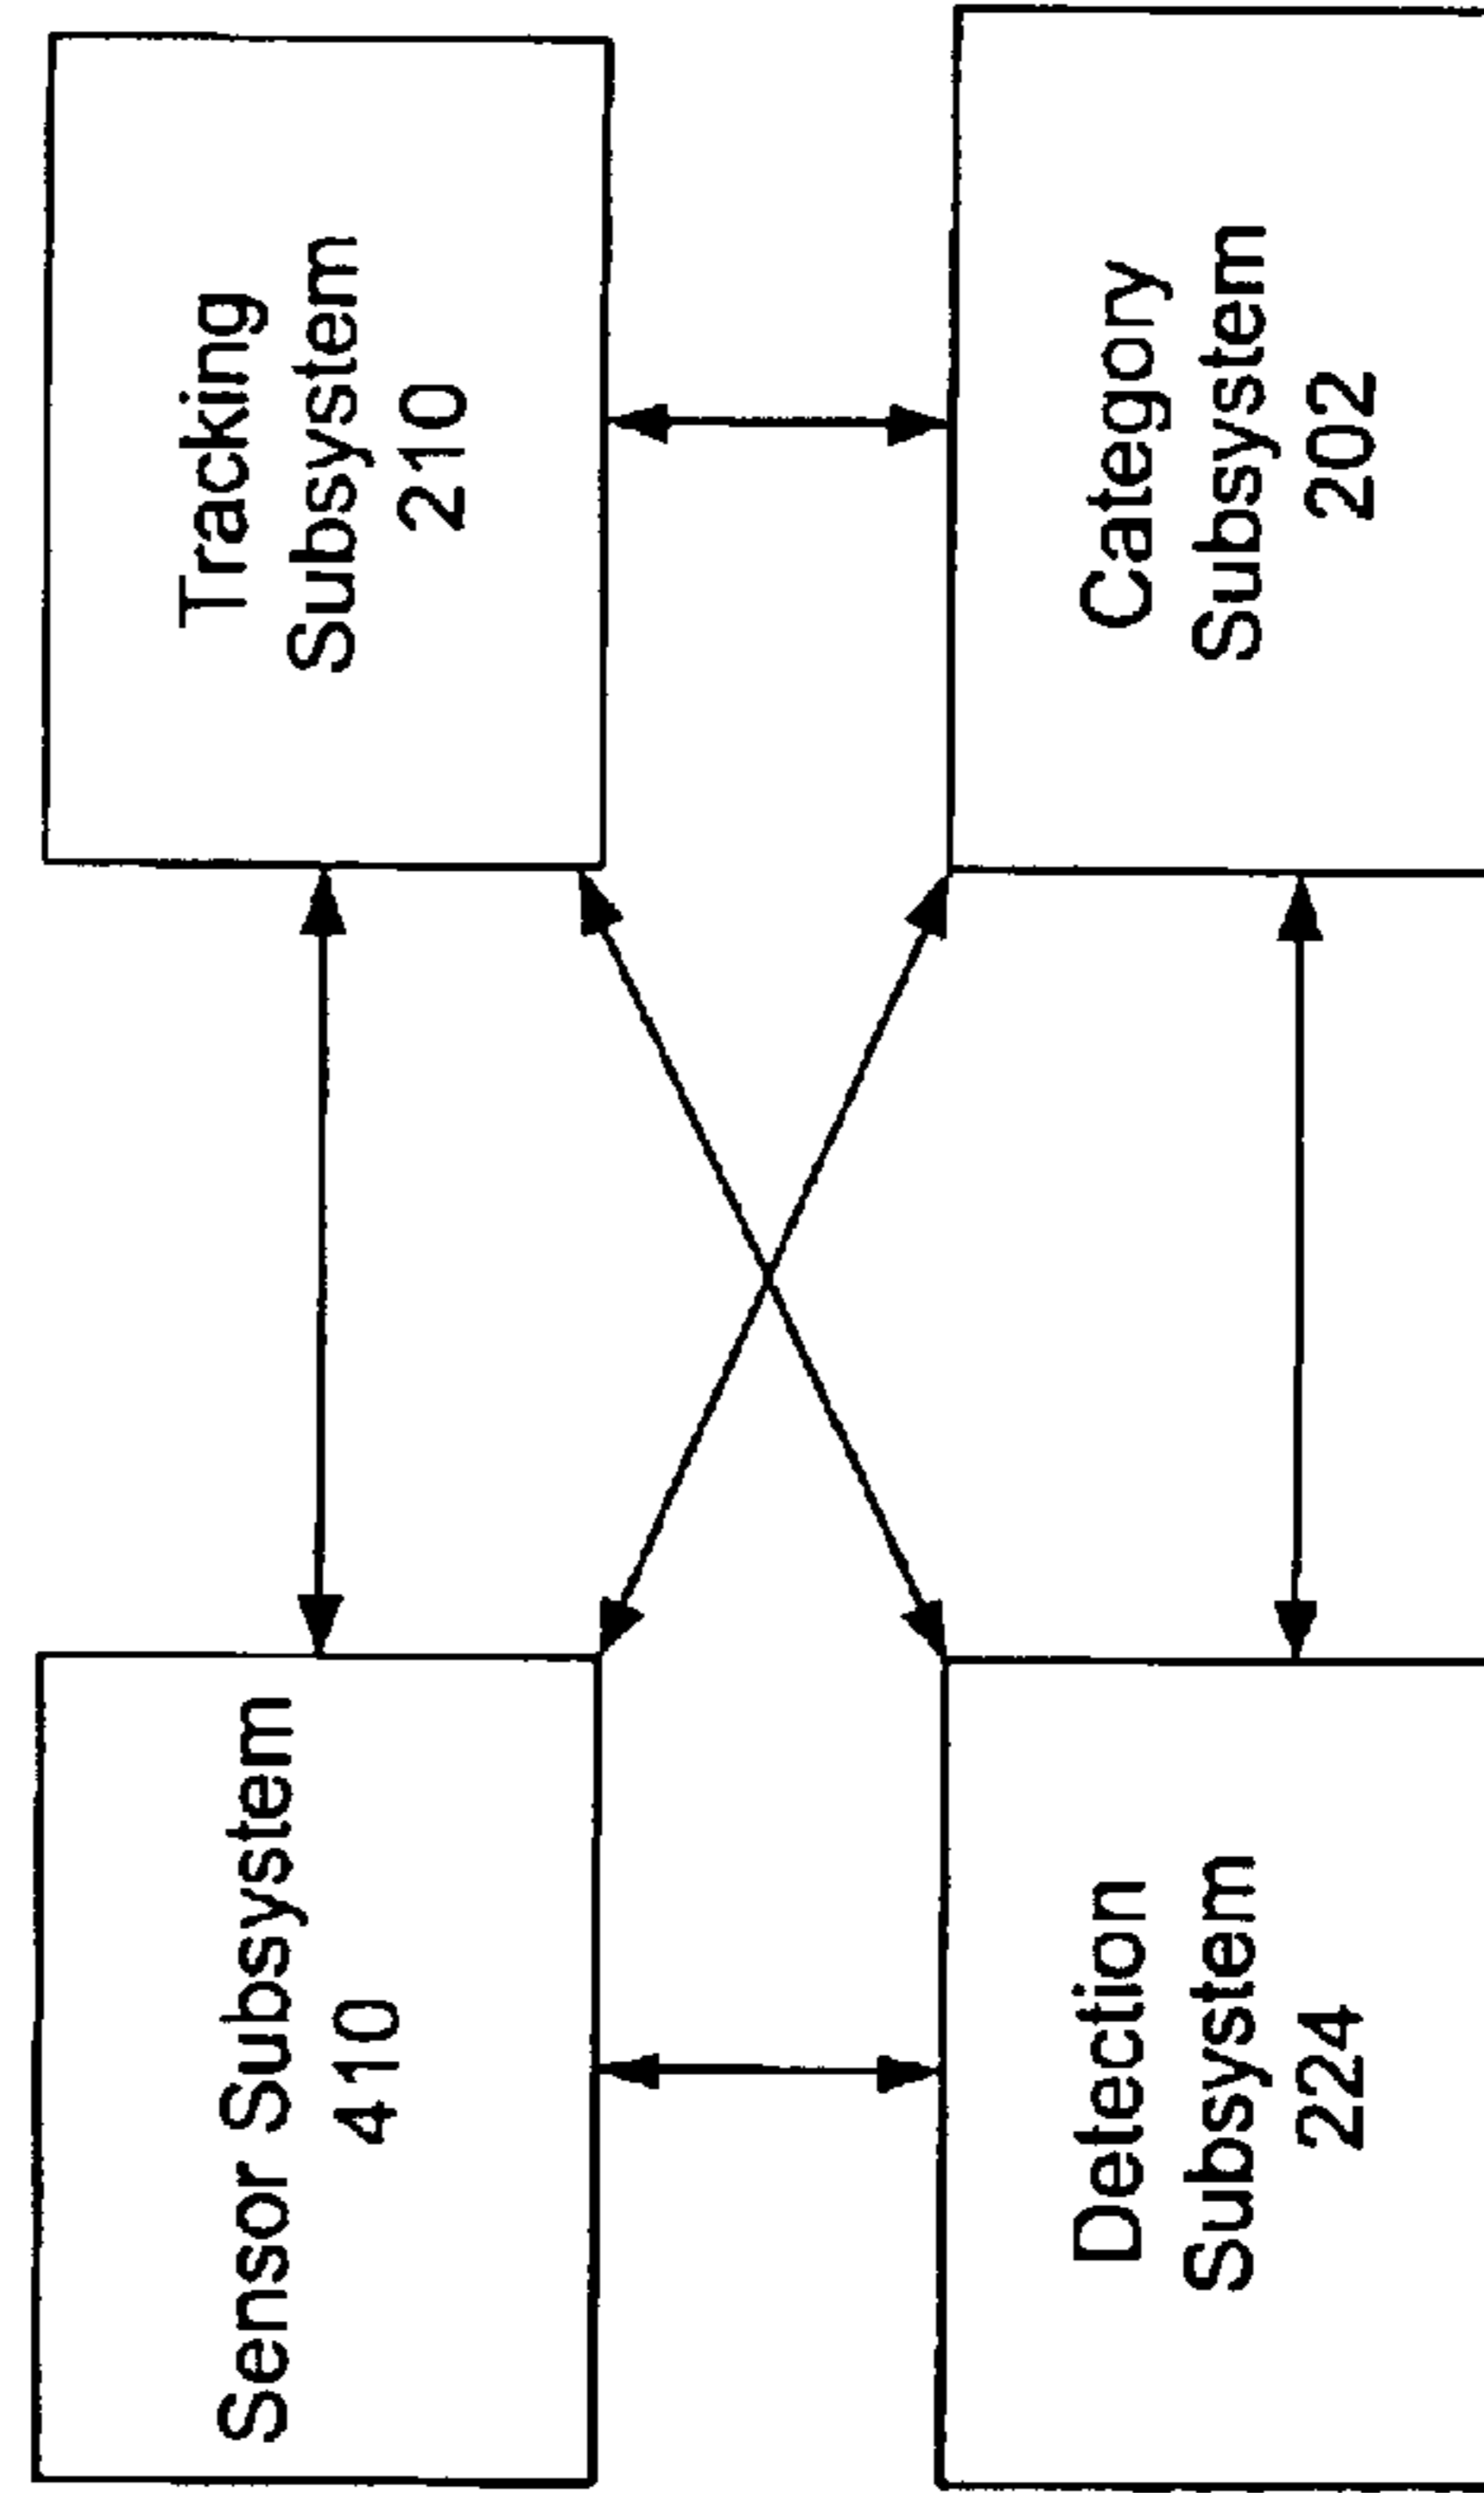 Sensor Subsystem
410
Tracking
Subsystem
210
Detection
Subsystem
224
Category
Subsystem
202